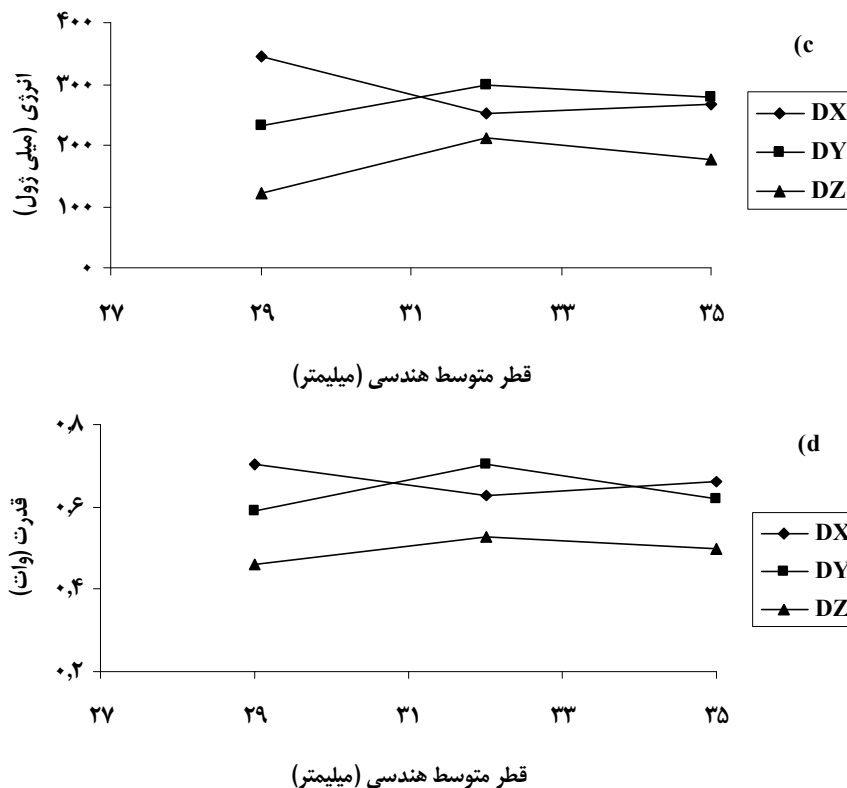 ۴۰۰
۳۰۰
۲۰۰
۱۰۰
۰
انرژی (میلی ژول)
۲۷ ۲۹ ۳۱ ۳۳ ۳۵
قطر متوسط هندسی (میلیمتر)
(c
DX
DY
DZ
۰,۸
۰,۶
۰,۴
۰,۲
قدرت (وات)
۲۷ ۲۹ ۳۱ ۳۳ ۳۵
قطر متوسط هندسی (میلیمتر)
(d
DX
DY
DZ